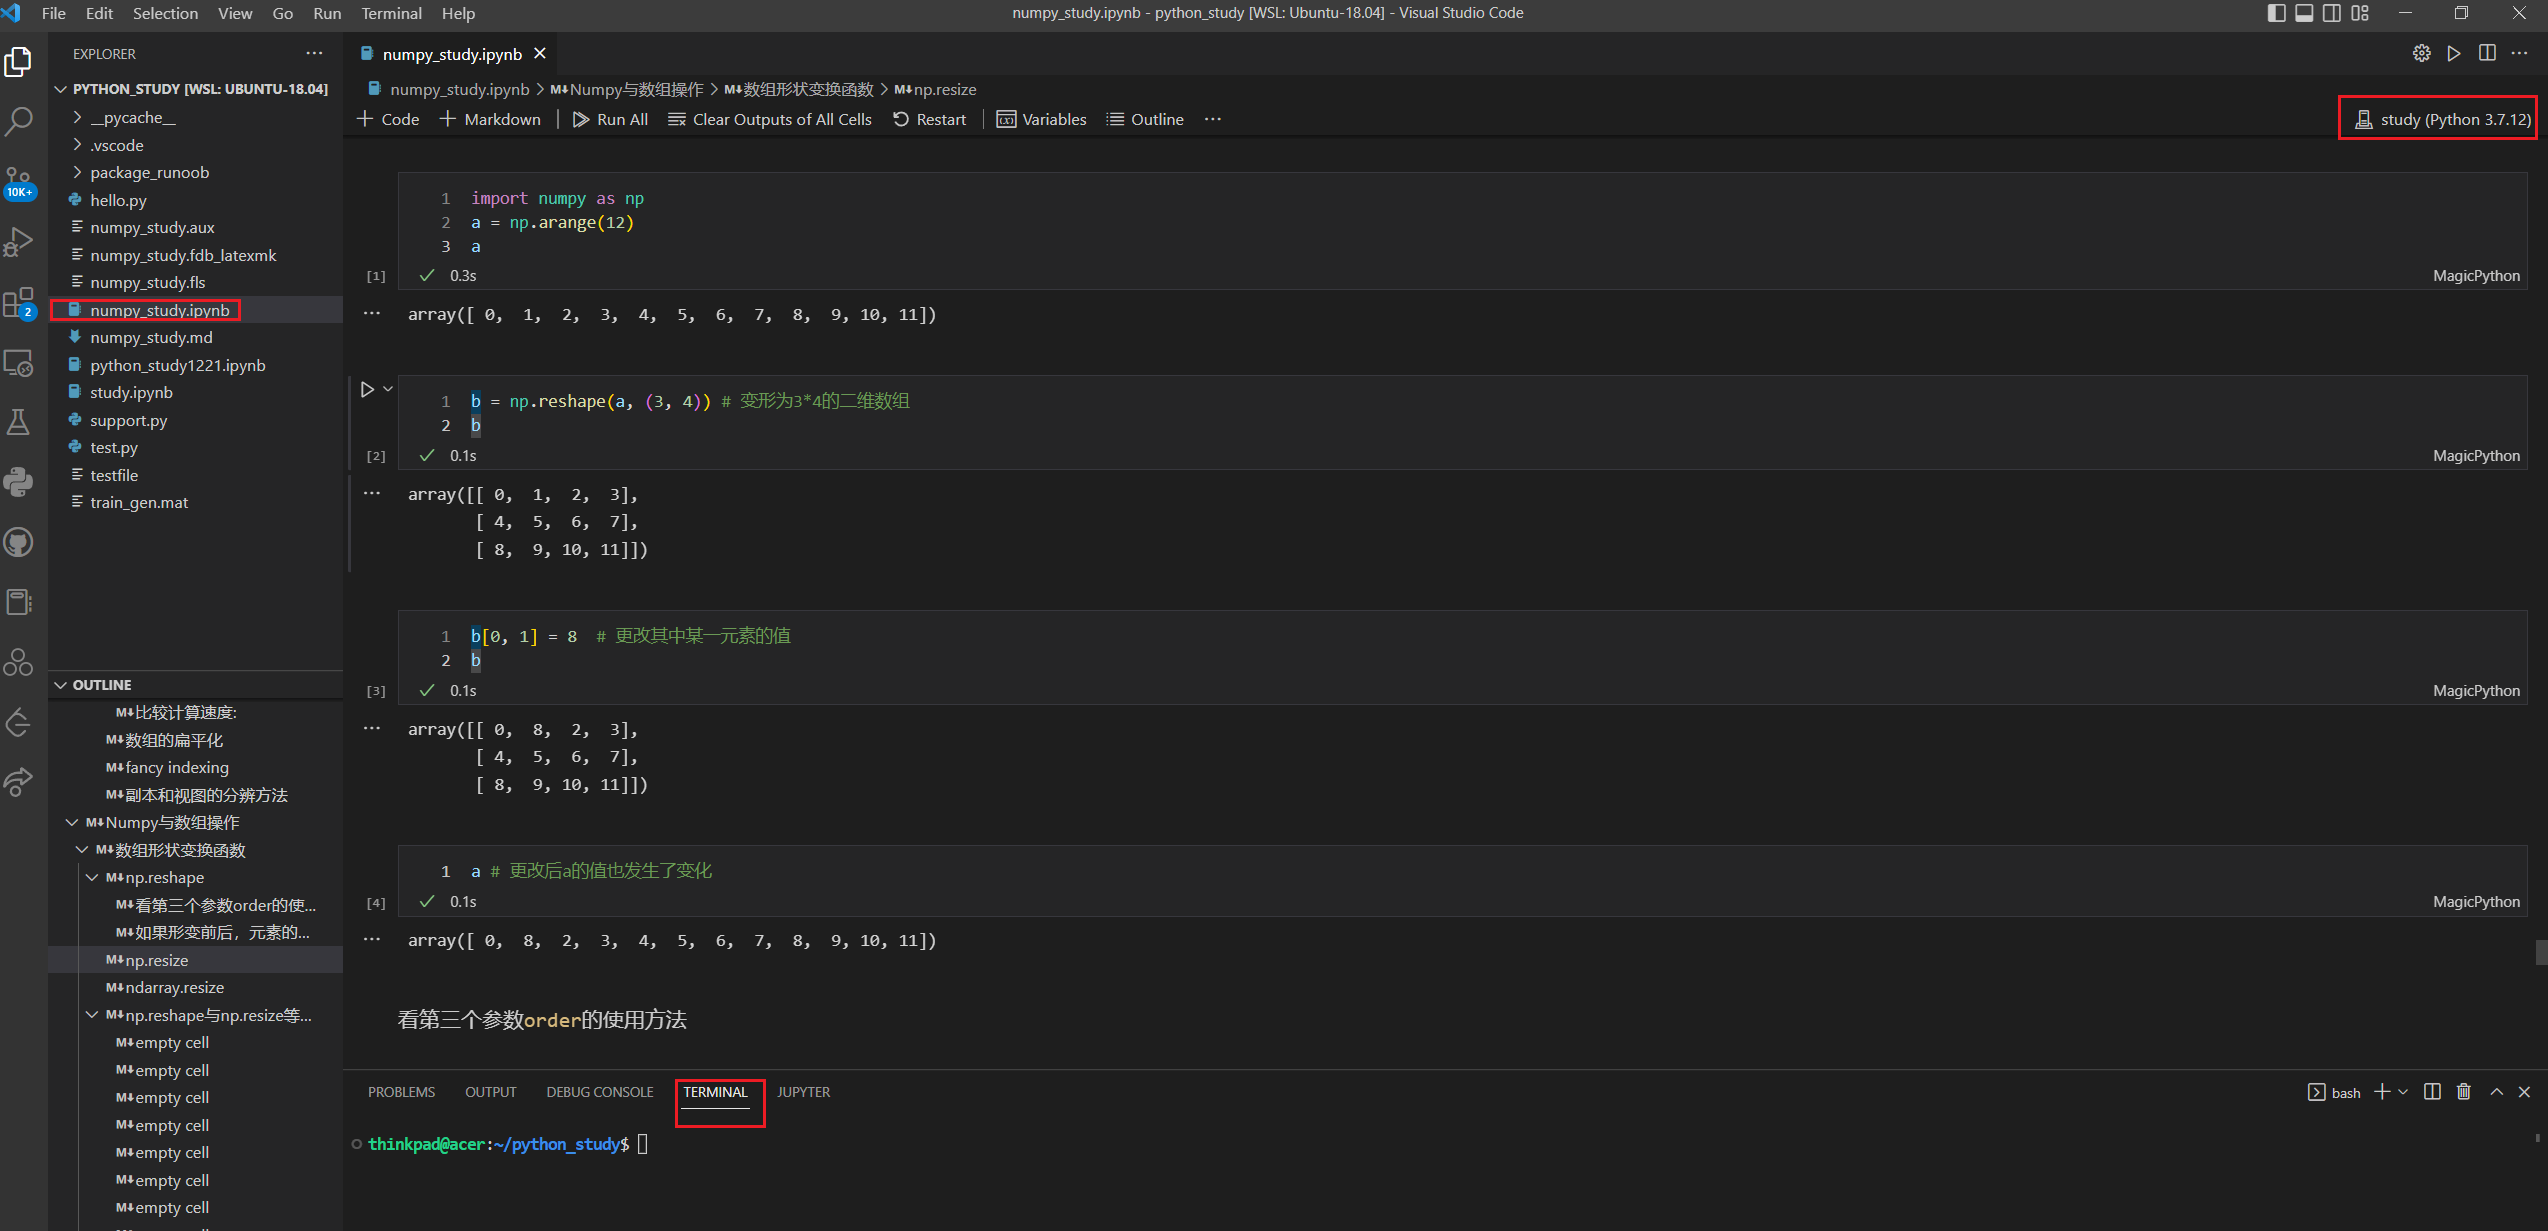 File Edit Selection View Go Run Terminal Help
numpy_study.ipynb - python_study [WSL: Ubuntu-18.04] - Visual Studio Code
EXPLORER
PYTHON_STUDY [WSL: UBUNTU-18.04]
__pycache__
.vscode
package_runoob
hello.py
numpy_study.aux
numpy_study.fdb_latexmk
numpy_study.fls
numpy_study.ipynb
numpy_study.md
python_study1221.ipynb
study.ipynb
support.py
test.py
testfile
train_gen.mat
10K+
2
OUTLINE
M↓比较计算速度:
M↓数组的扁平化
M↓fancy indexing
M↓副本和视图的分辨方法
M↓Numpy与数组操作
M↓数组形状变换函数
M↓np.reshape
M↓看第三个参数order的使...
M↓如果形变前后，元素的...
M↓np.resize
M↓ndarray.resize
M↓np.reshape与np.resize等...
M↓empty cell
M↓empty cell
M↓empty cell
M↓empty cell
M↓empty cell
M↓empty cell
M↓empty cell
numpy_study.ipynb
numpy_study.ipynb > M↓Numpy与数组操作 > M↓数组形状变换函数 > M↓np.resize
+ Code + Markdown | Run All Clear Outputs of All Cells Restart | Variables Outline ...
study (Python 3.7.12)
1 import numpy as np
2 a = np.arange(12)
3 a
[1] ✓ 0.3s
MagicPython
array([ 0, 1, 2, 3, 4, 5, 6, 7, 8, 9, 10, 11])
1 b = np.reshape(a, (3, 4)) # 变形为3*4的二维数组
2 b
[2] ✓ 0.1s
MagicPython
array([[ 0, 1, 2, 3],
[ 4, 5, 6, 7],
[ 8, 9, 10, 11]])
1 b[0, 1] = 8 # 更改其中某一元素的值
2 b
[3] ✓ 0.1s
MagicPython
array([[ 0, 8, 2, 3],
[ 4, 5, 6, 7],
[ 8, 9, 10, 11]])
1 a # 更改后a的值也发生了变化
[4] ✓ 0.1s
MagicPython
array([ 0, 8, 2, 3, 4, 5, 6, 7, 8, 9, 10, 11])
看第三个参数order的使用方法
PROBLEMS OUTPUT DEBUG CONSOLE TERMINAL JUPYTER
bash
thinkpad@acer:~/python_study$